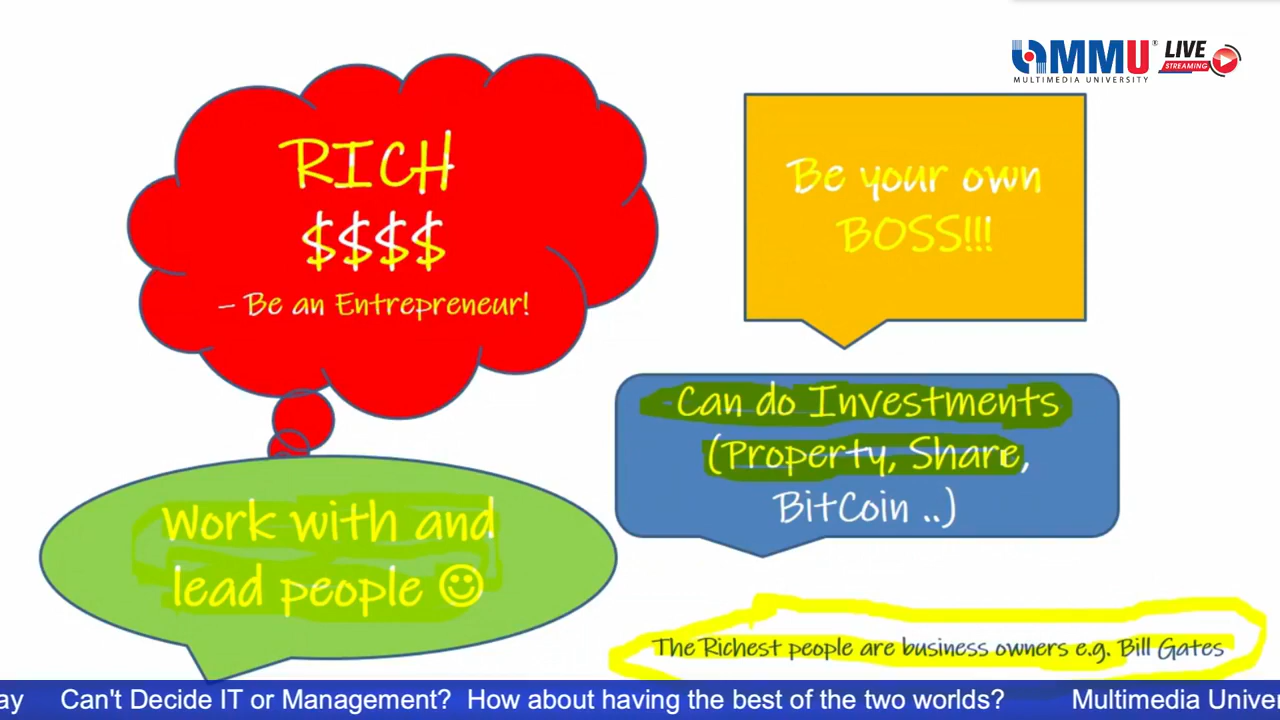 MMU LIVE
STREAMING
MULTIMEDIA UNIVERSITY
RICH
$$$$
– Be an Entrepreneur!
Be your own
BOSS!!!
Can do Investments
(Property, Share,
BitCoin ..)
Work with and
lead people ☺
The Richest people are business owners e.g. Bill Gates
ay Can't Decide IT or Management? How about having the best of the two worlds? Multimedia Univer